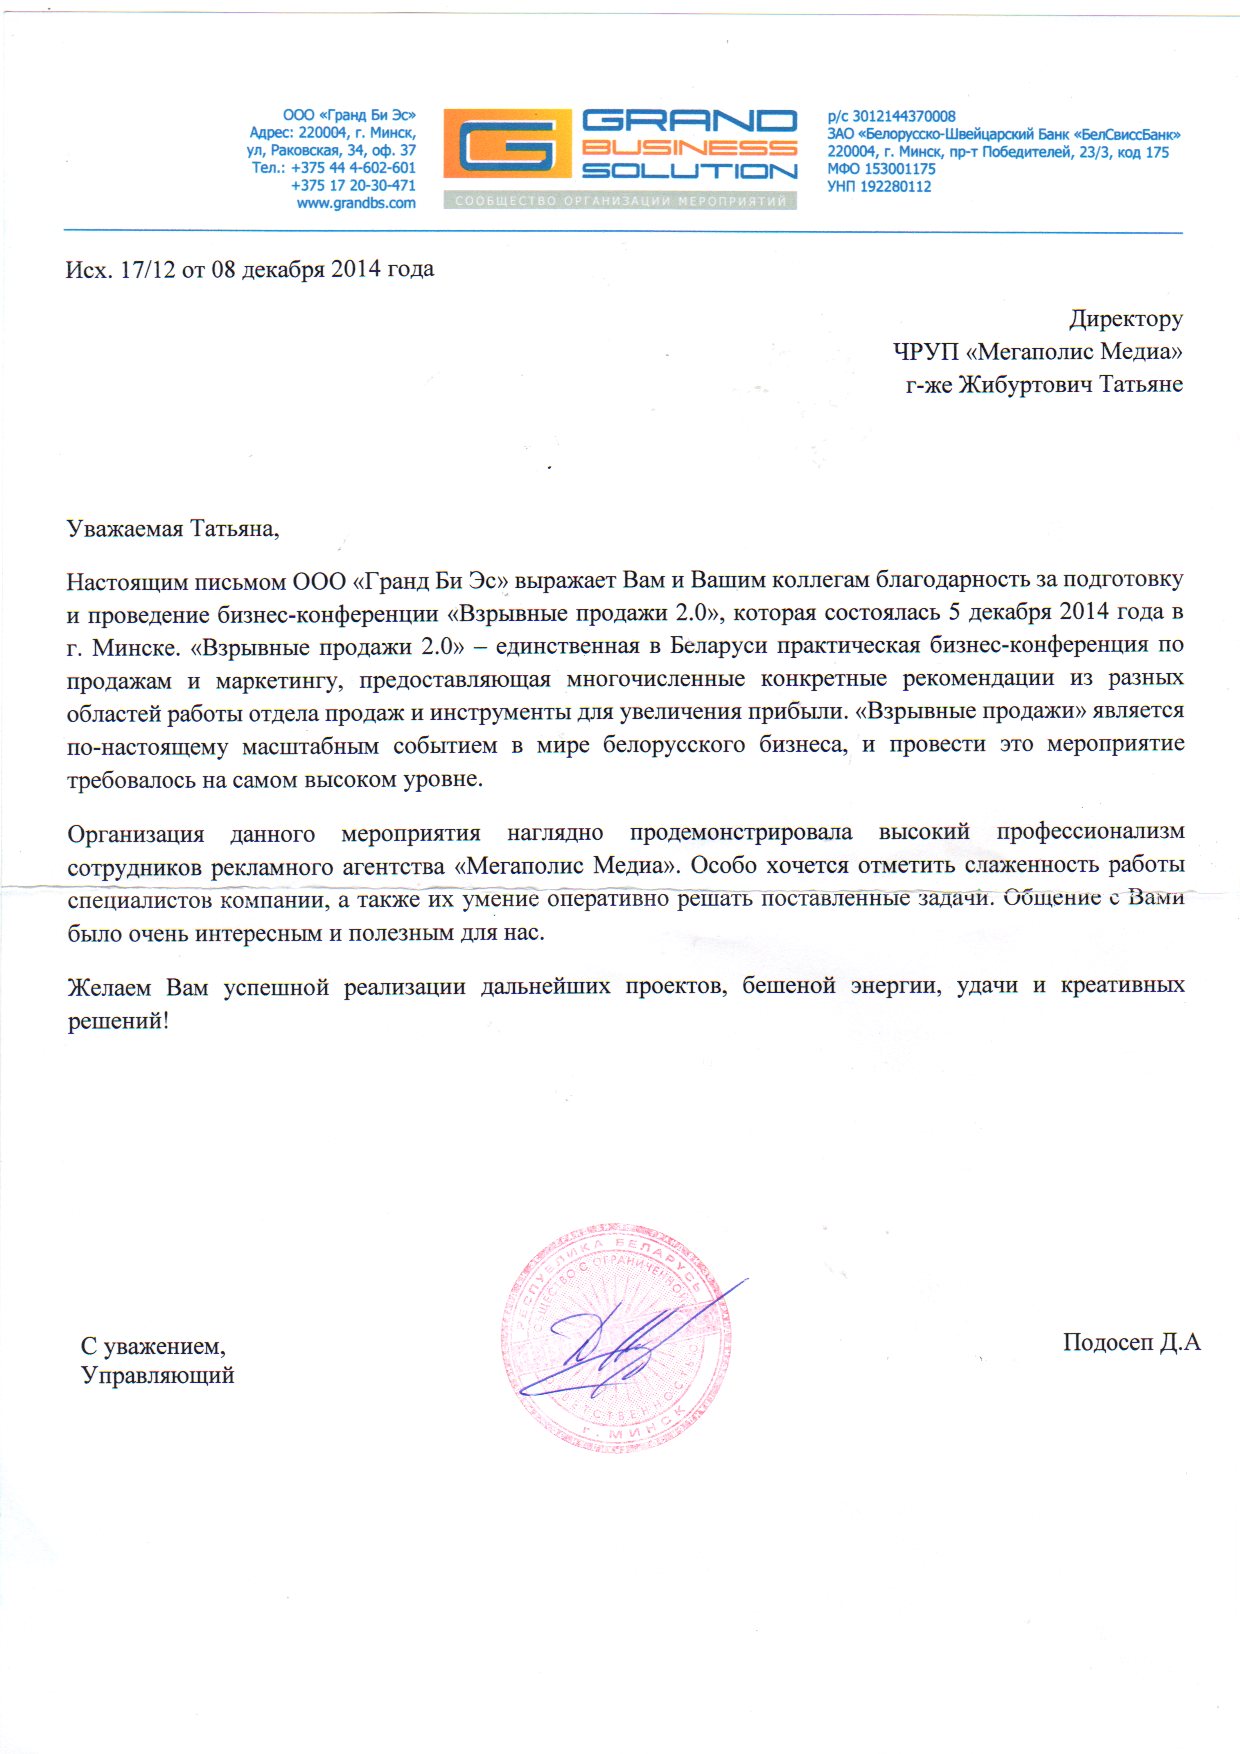 ООО «Гранд Би Эс»
Адрес: 220004, г. Минск,
ул, Раковская, 34, оф. 37
Тел.: +375 44 4-602-601
+375 17 20-30-471
www.grandbs.com
GRAND
BUSINESS
SOLUTION
СООБЩЕСТВО ОРГАНИЗАЦИИ МЕРОПРИЯТИЙ
р/с 3012144370008
ЗАО «Белорусско-Швейцарский Банк «БелСвиссБанк»
220004, г. Минск, пр-т Победителей, 23/3, код 175
МФО 153001175
УНП 192280112
Исх. 17/12 от 08 декабря 2014 года
Директору
ЧРУП «Мегаполис Медиа»
г-же Жибуртович Татьяне
Уважаемая Татьяна,
Настоящим письмом ООО «Гранд Би Эс» выражает Вам и Вашим коллегам благодарность за подготовку
и проведение бизнес-конференции «Взрывные продажи 2.0», которая состоялась 5 декабря 2014 года в
г. Минске. «Взрывные продажи 2.0» – единственная в Беларуси практическая бизнес-конференция по
продажам и маркетингу, предоставляющая многочисленные конкретные рекомендации из разных
областей работы отдела продаж и инструменты для увеличения прибыли. «Взрывные продажи» является
по-настоящему масштабным событием в мире белорусского бизнеса, и провести это мероприятие
требовалось на самом высоком уровне.
Организация данного мероприятия наглядно продемонстрировала высокий профессионализм
сотрудников рекламного агентства «Мегаполис Медиа». Особо хочется отметить слаженность работы
специалистов компании, а также их умение оперативно решать поставленные задачи. Общение с Вами
было очень интересным и полезным для нас.
Желаем Вам успешной реализации дальнейших проектов, бешеной энергии, удачи и креативных
решений!
РЕСПУБЛИКА БЕЛАРУСЬ
ОБЩЕСТВО С ОГРАНИЧЕННОЙ
ОТВЕТСТВЕННОСТЬЮ
г. МИНСК
С уважением,
Управляющий
Подосеп Д.А